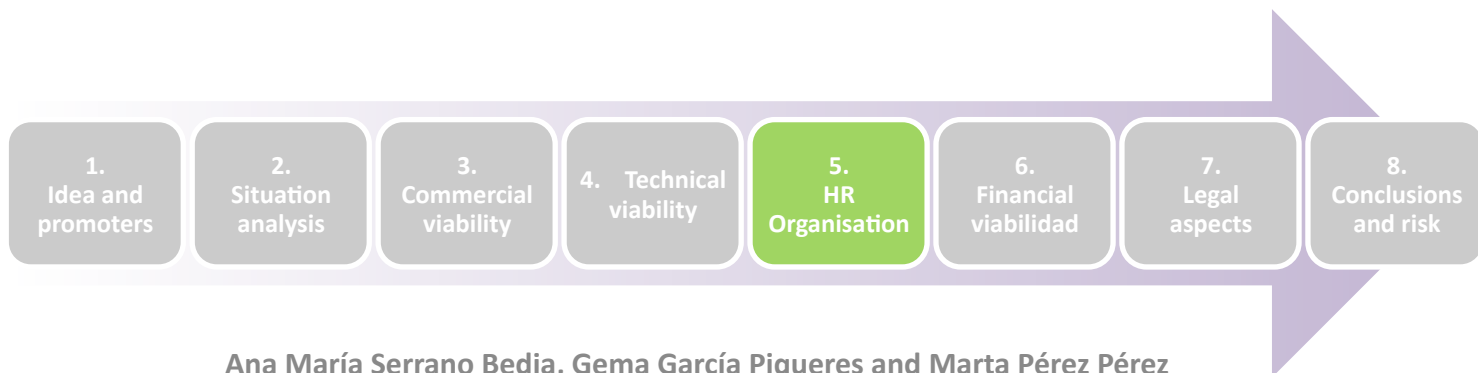 1.
Idea and
promoters
2.
Situation
analysis
3.
Commercial
viability
4. Technical
viability
5.
HR
Organisation
6.
Financial
viabilidad
7.
Legal
aspects
8.
Conclusions
and risk
Ana María Serrano Bedia, Gema García Piqueres and Marta Pérez Pérez